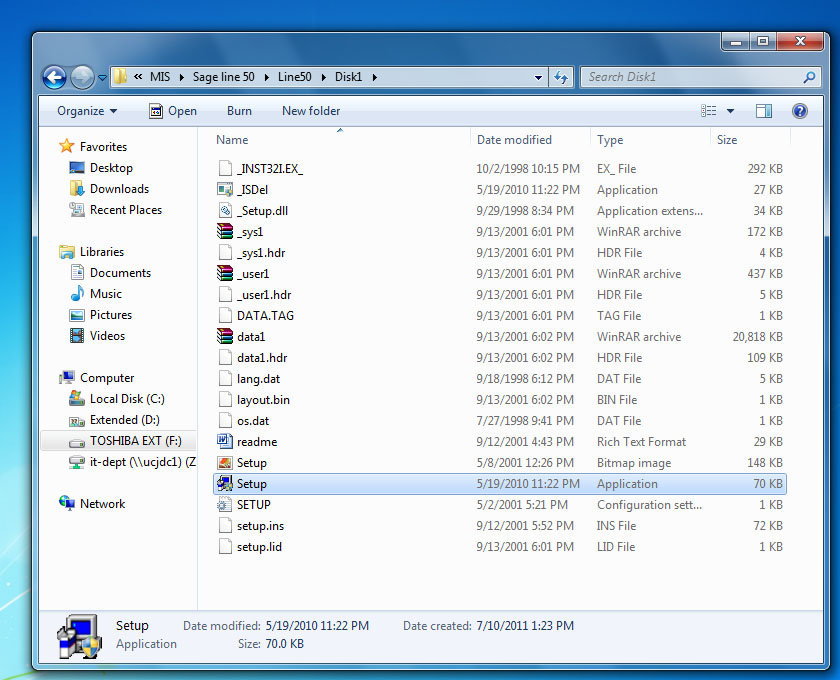 « MIS Sage line 50 Line50 Disk1 Search Disk1
Organize Open Burn New folder
Name Date modified Type Size
Favorites
Desktop
Downloads
Recent Places
Libraries
Documents
Music
Pictures
Videos
Computer
Local Disk (C:)
Extended (D:)
TOSHIBA EXT (F:)
it-dept (\\ucjdc1) (Z
Network
_INST32I.EX_ 10/2/1998 10:15 PM EX_ File 292 KB
_ISDel 5/19/2010 11:22 PM Application 27 KB
_Setup.dll 9/29/1998 8:34 PM Application extens... 34 KB
_sys1 9/13/2001 6:01 PM WinRAR archive 172 KB
_sys1.hdr 9/13/2001 6:01 PM HDR File 4 KB
_user1 9/13/2001 6:01 PM WinRAR archive 437 KB
_user1.hdr 9/13/2001 6:01 PM HDR File 5 KB
DATA.TAG 9/13/2001 6:01 PM TAG File 1 KB
data1 9/13/2001 6:02 PM WinRAR archive 20,818 KB
data1.hdr 9/13/2001 6:02 PM HDR File 109 KB
lang.dat 9/18/1998 6:12 PM DAT File 5 KB
layout.bin 9/13/2001 6:02 PM BIN File 1 KB
os.dat 7/27/1998 9:41 PM DAT File 1 KB
readme 9/12/2001 4:43 PM Rich Text Format 29 KB
Setup 5/8/2001 12:26 PM Bitmap image 148 KB
Setup 5/19/2010 11:22 PM Application 70 KB
SETUP 5/2/2001 5:21 PM Configuration sett... 1 KB
setup.ins 9/12/2001 5:52 PM INS File 72 KB
setup.lid 9/13/2001 6:01 PM LID File 1 KB
Setup Date modified: 5/19/2010 11:22 PM Date created: 7/10/2011 1:23 PM
Application Size: 70.0 KB